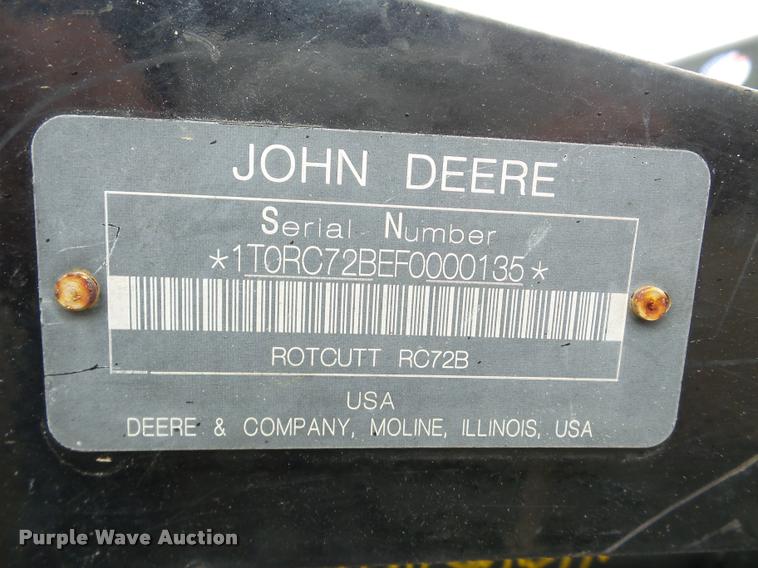 JOHN DEERE
Serial Number
*1T0RC72BEF0000135*
ROTCUTT RC72B
USA
DEERE & COMPANY, MOLINE, ILLINOIS, USA
Purple Wave Auction